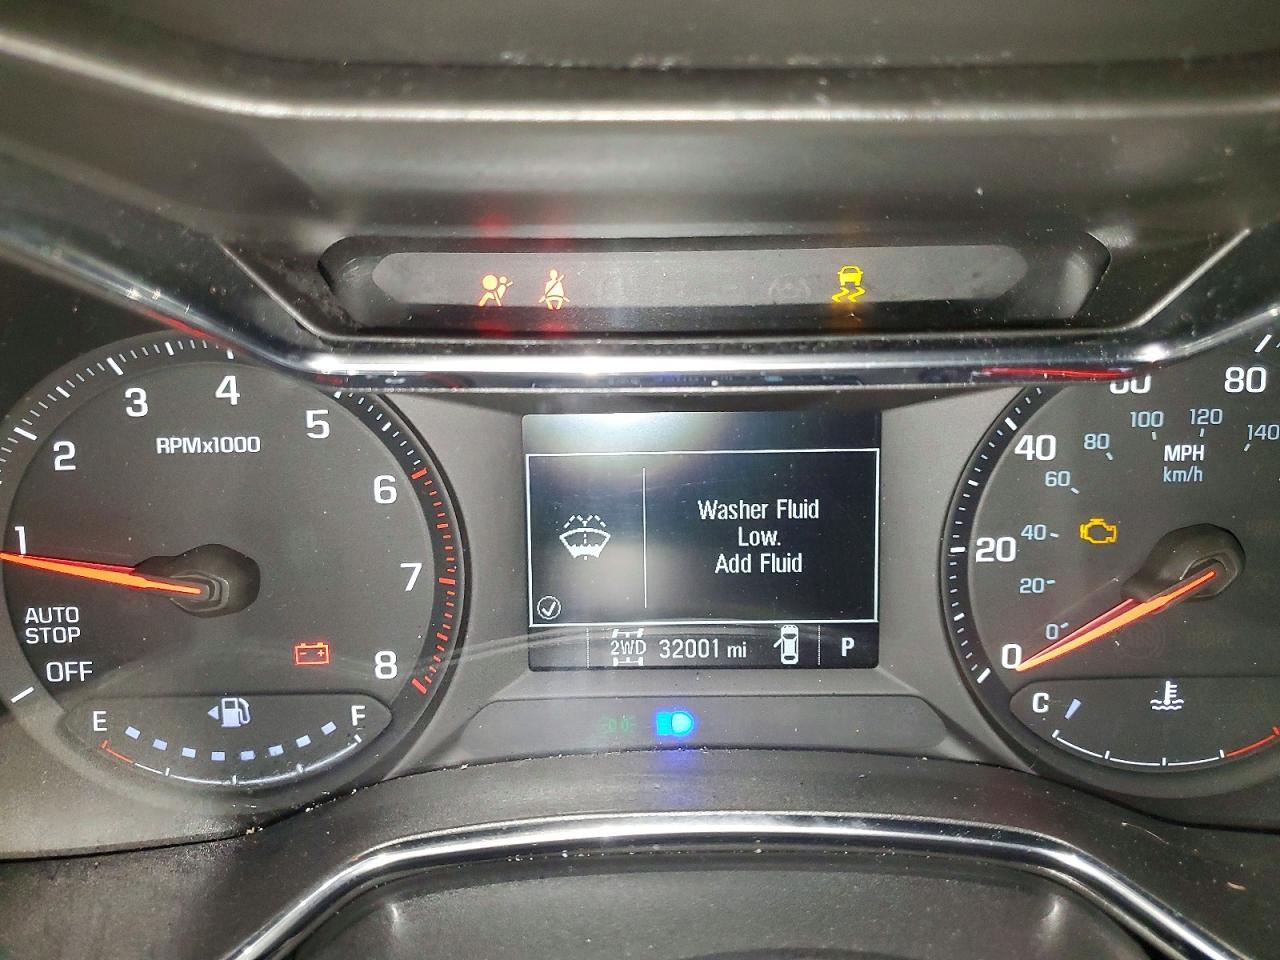 1
2
3
4
5
6
7
8
RPMx1000
AUTO
STOP
OFF
E
F
Washer Fluid
Low.
Add Fluid
2WD
32001 mi
P
0
20
40
60
80
0
20
40
60
80
100
120
140
MPH
km/h
C